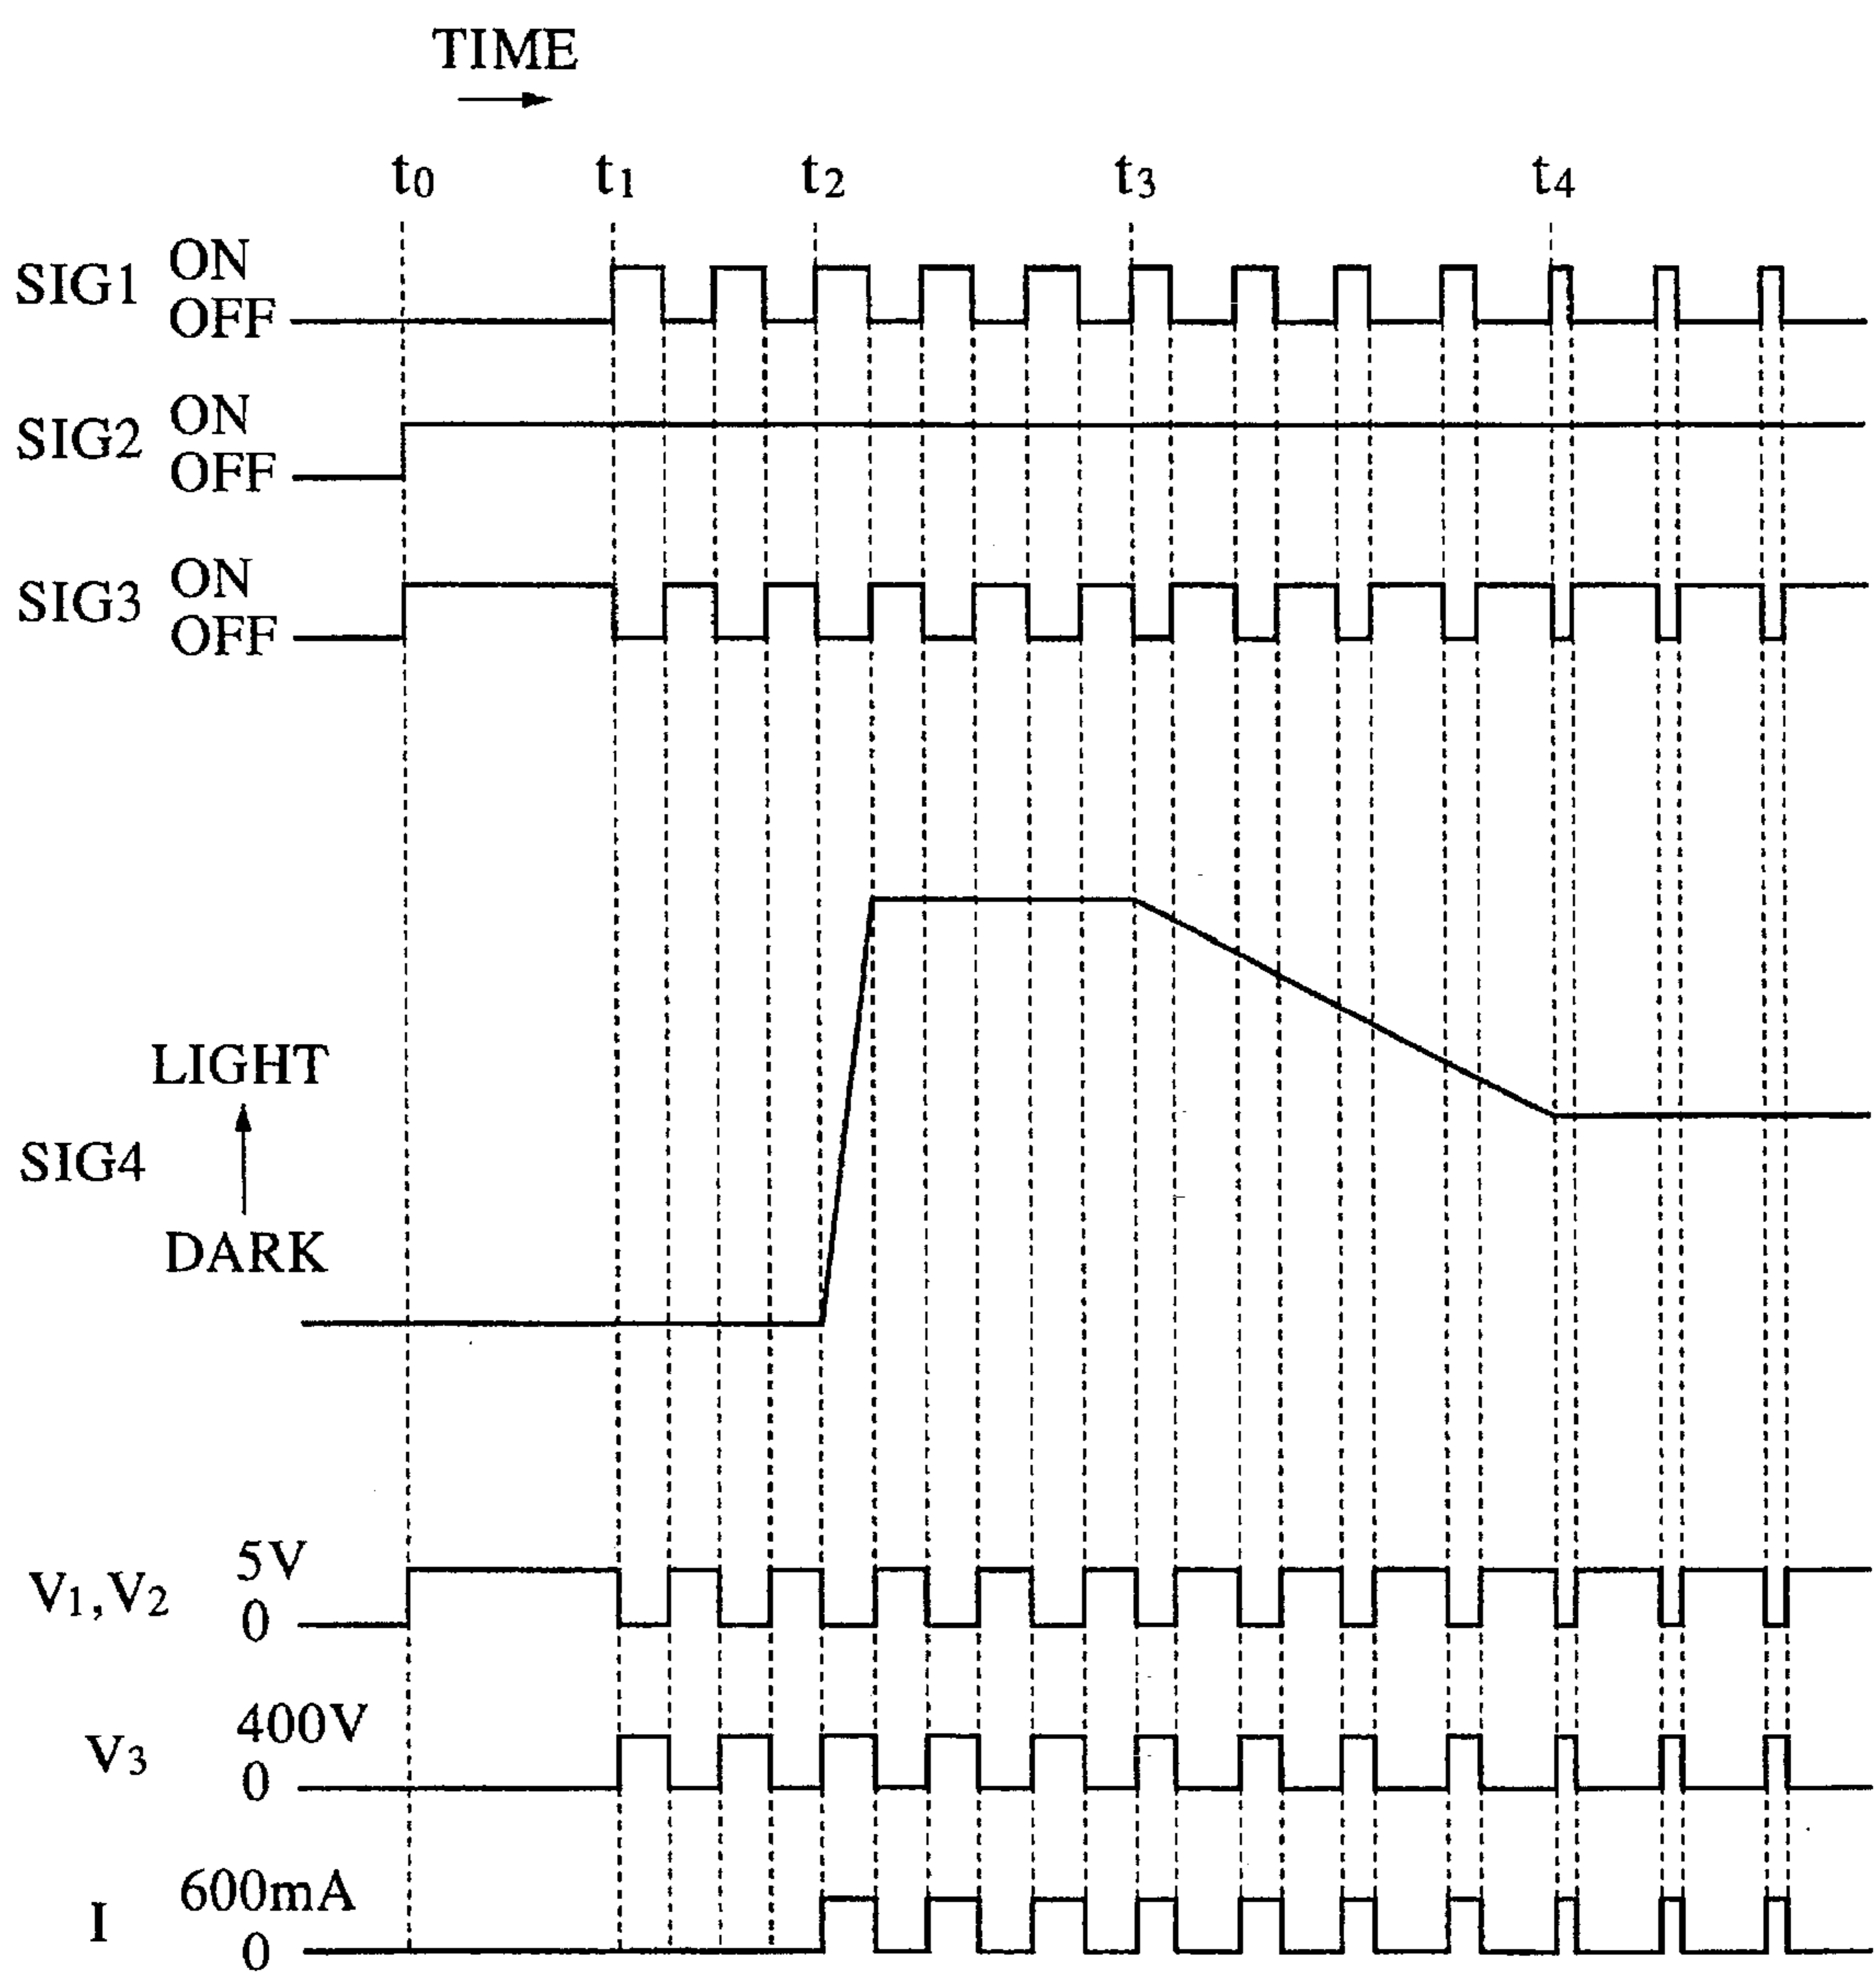 TIME
t0 t1 t2 t3 t4
SIG1 ON
OFF
SIG2 ON
OFF
SIG3 ON
OFF
LIGHT
SIG4
DARK
5V
V1,V2
0
400V
V3
0
600mA
I
0